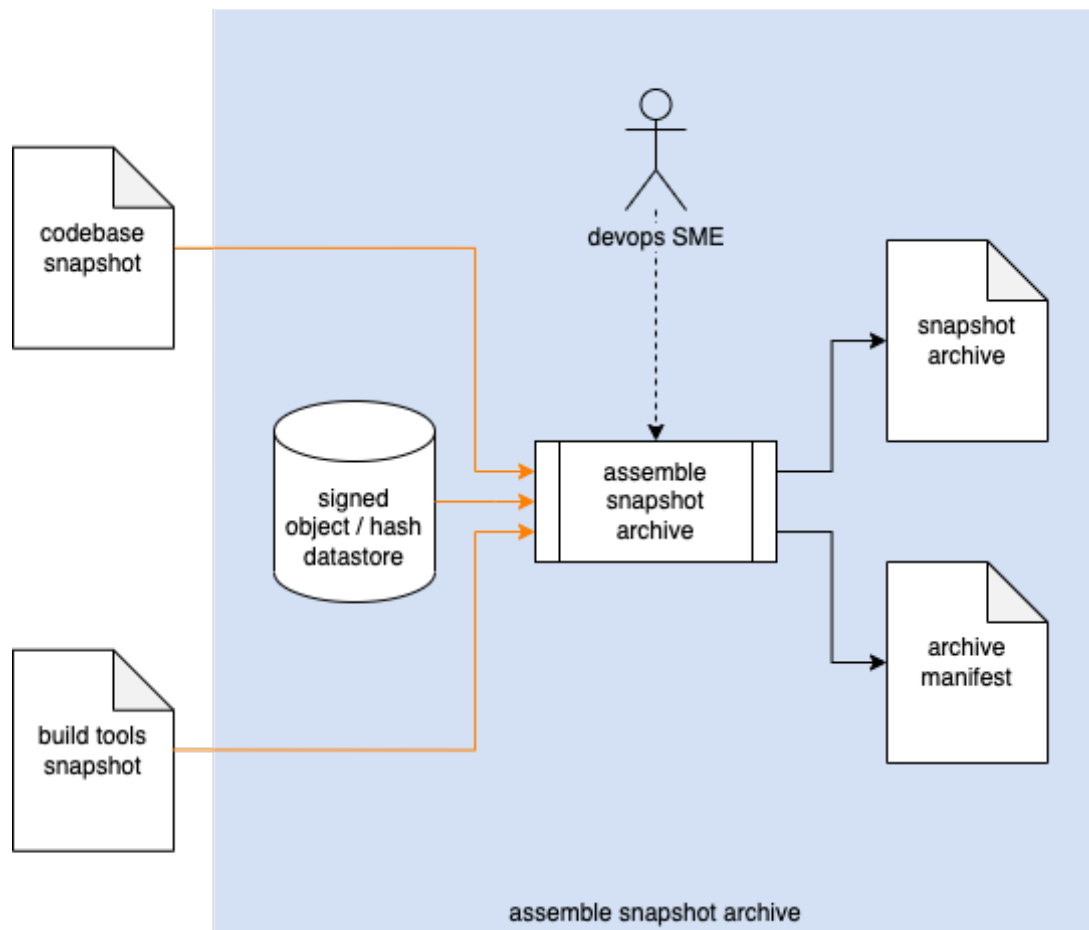 codebase
snapshot
devops SME
snapshot
archive
signed
object / hash
datastore
assemble
snapshot
archive
archive
manifest
build tools
snapshot
assemble snapshot archive